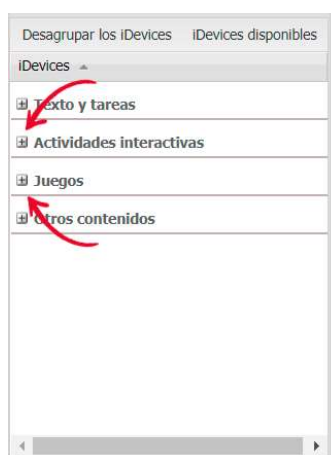 Desagrupar los iDevices iDevices disponibles
iDevices
Texto y tareas
Actividades interactivas
Juegos
Otros contenidos